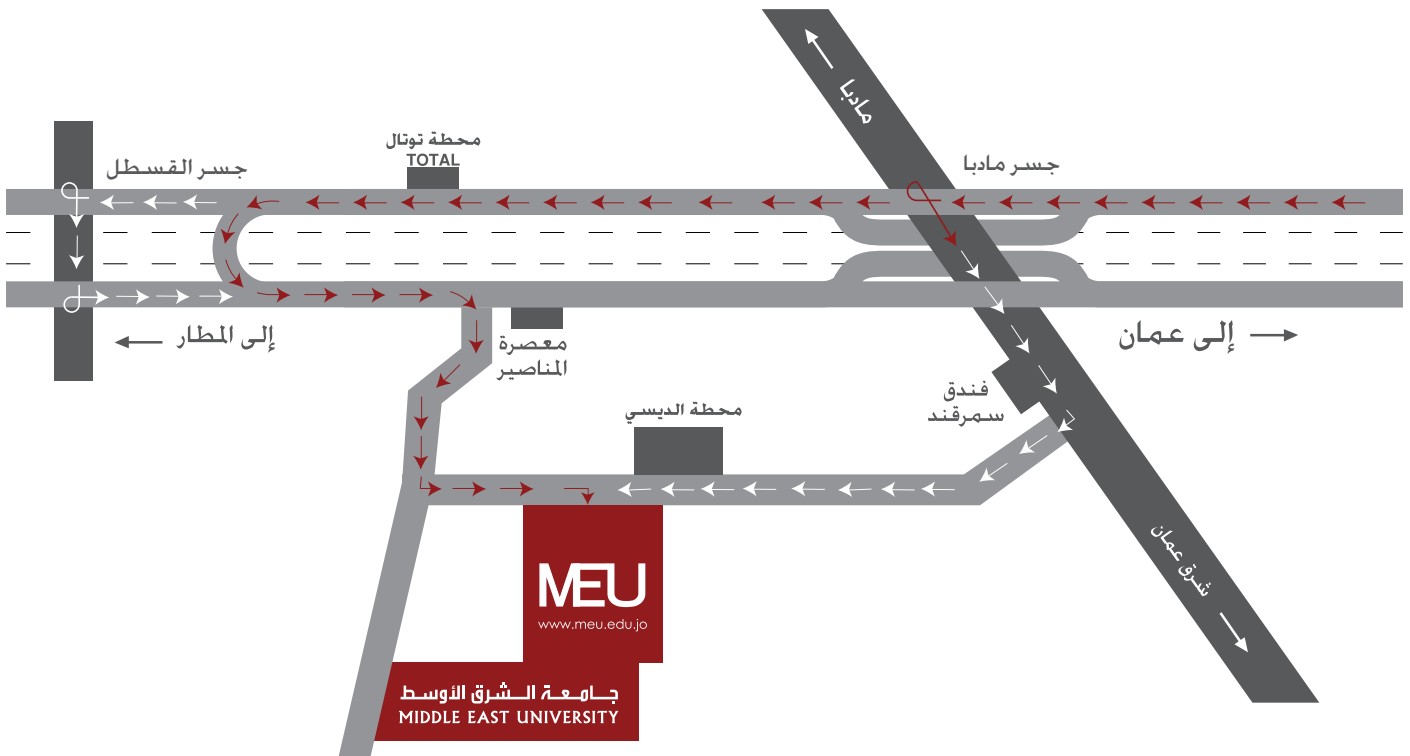 مادبا
محطة توتال
TOTAL
جسر القسطل
جسر مادبا
إلى المطار
معصرة
المناصير
إلى عمان
فندق
سمرقند
محطة الديسي
شرق عمان
MEU
www.meu.edu.jo
جامعة الشرق الأوسط
MIDDLE EAST UNIVERSITY